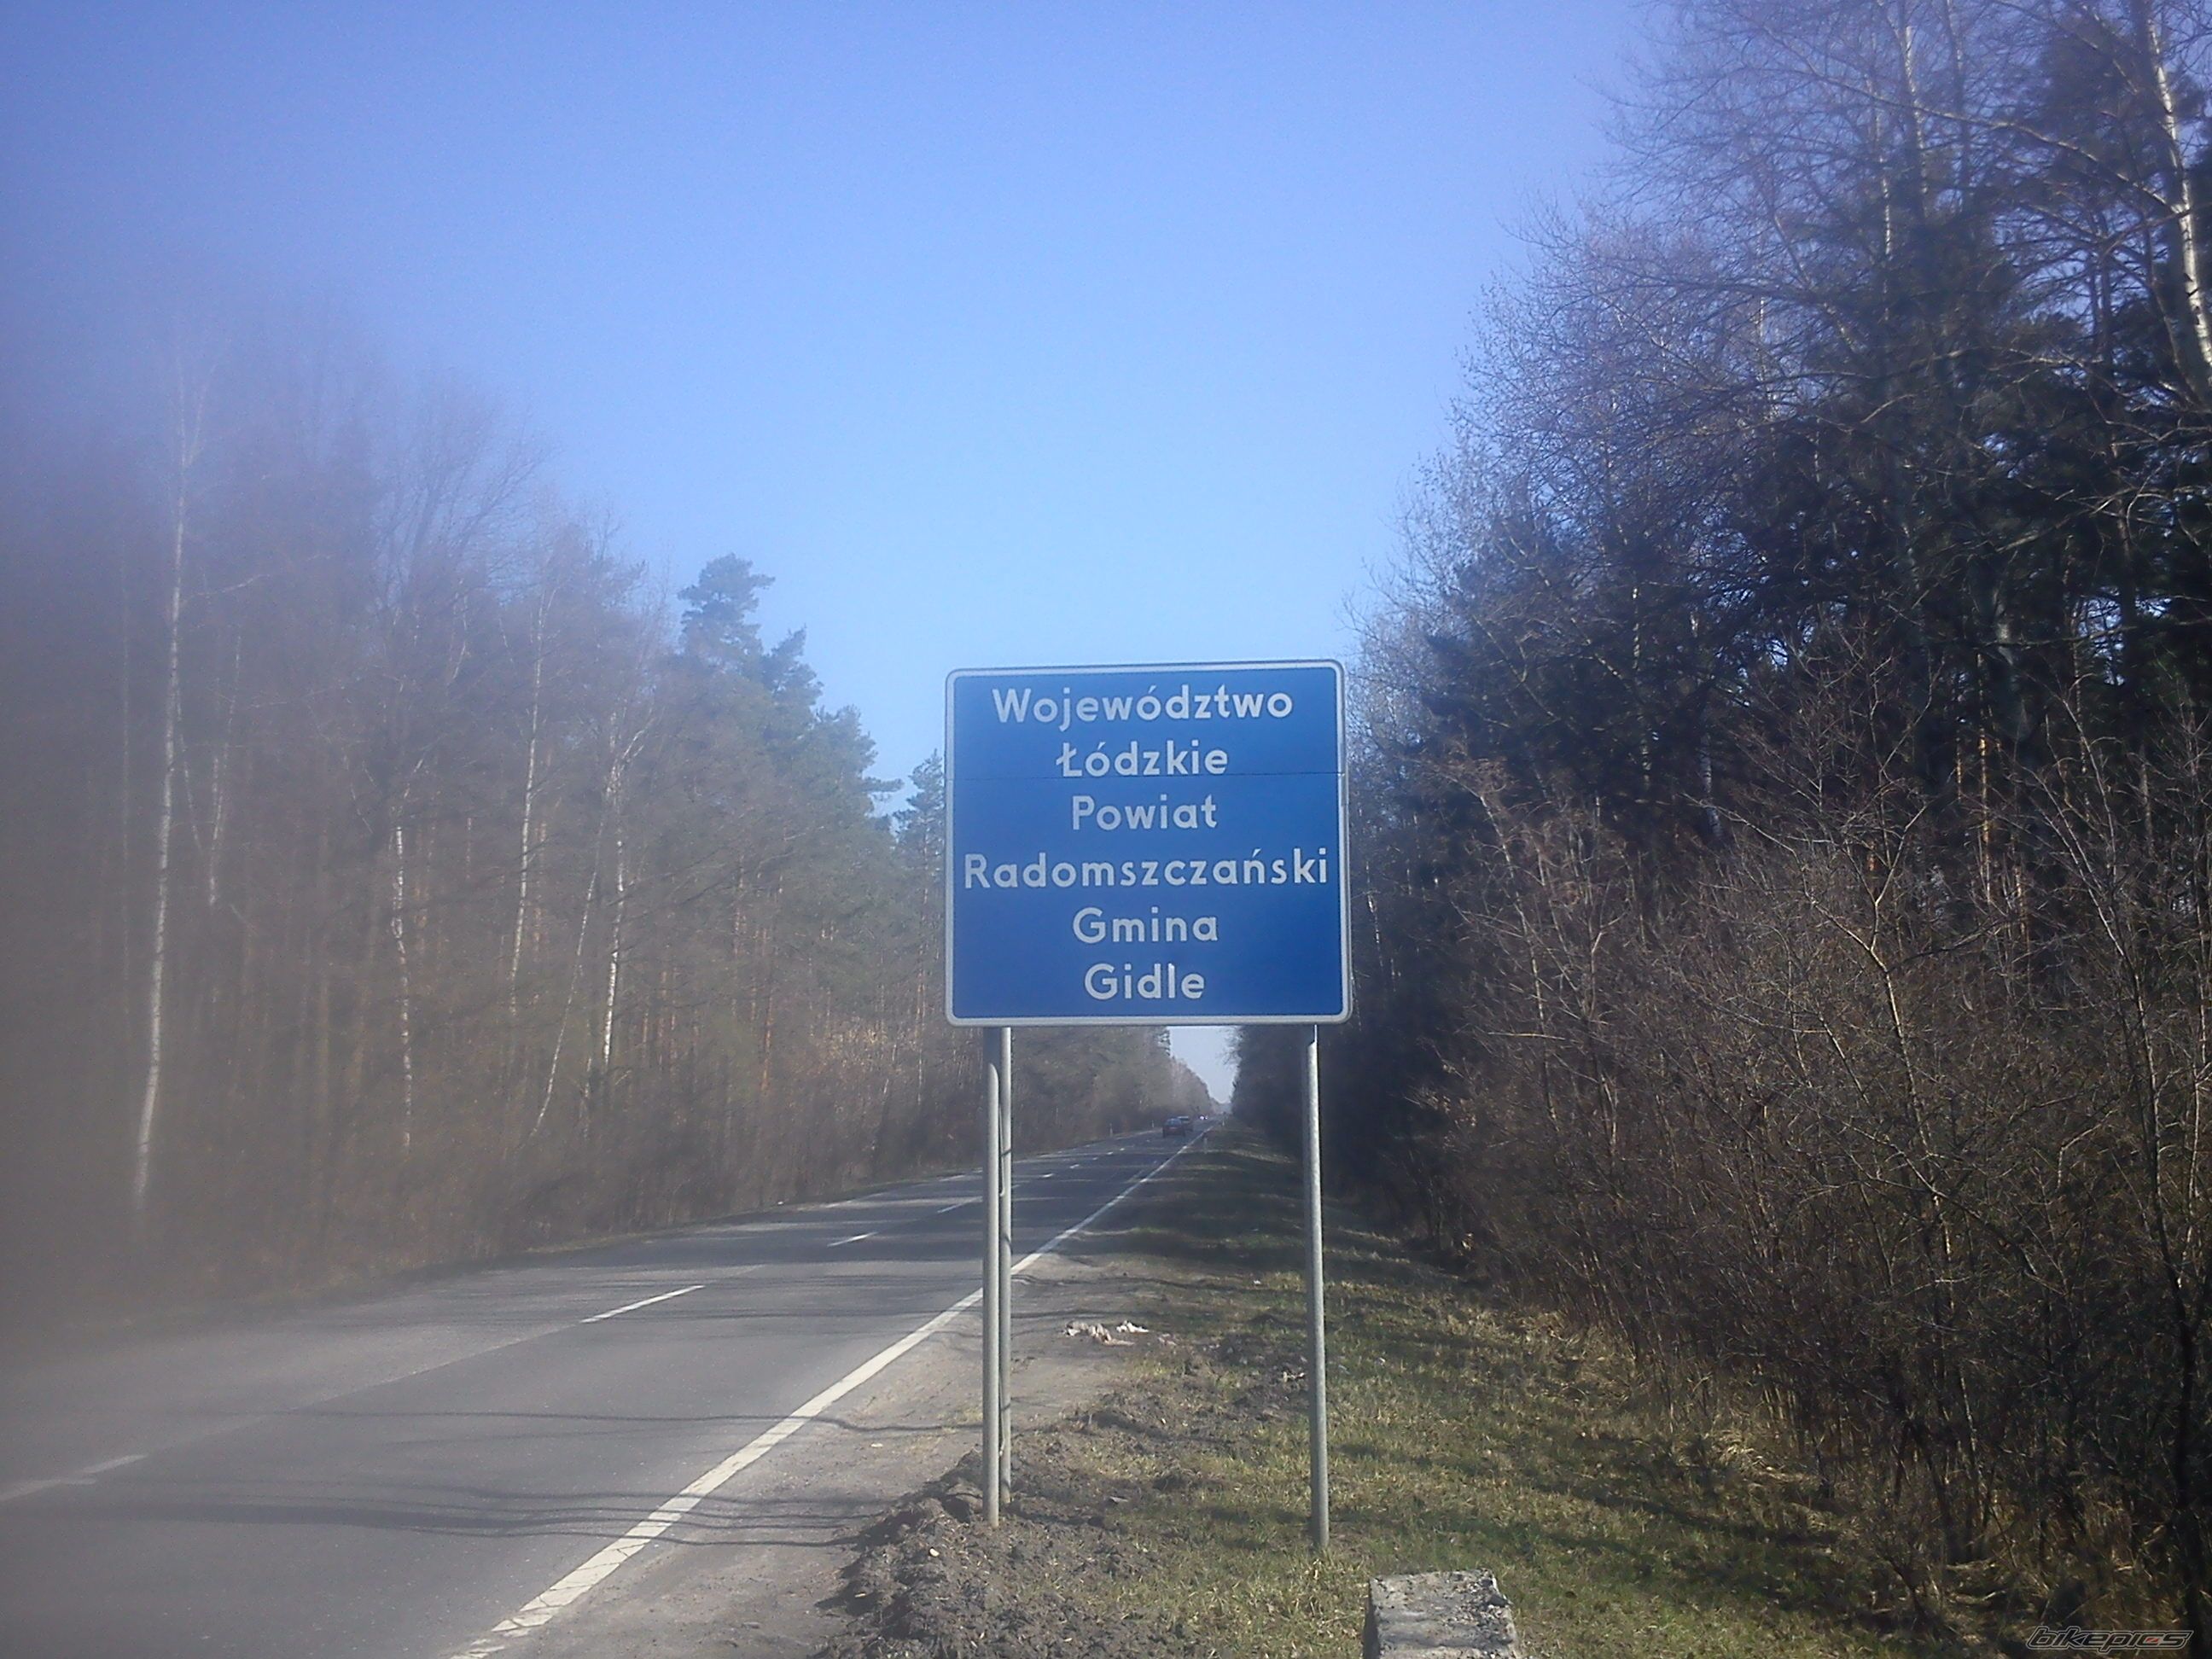 Województwo
Łódzkie
Powiat
Radomszczański
Gmina
Gidle
bikepics